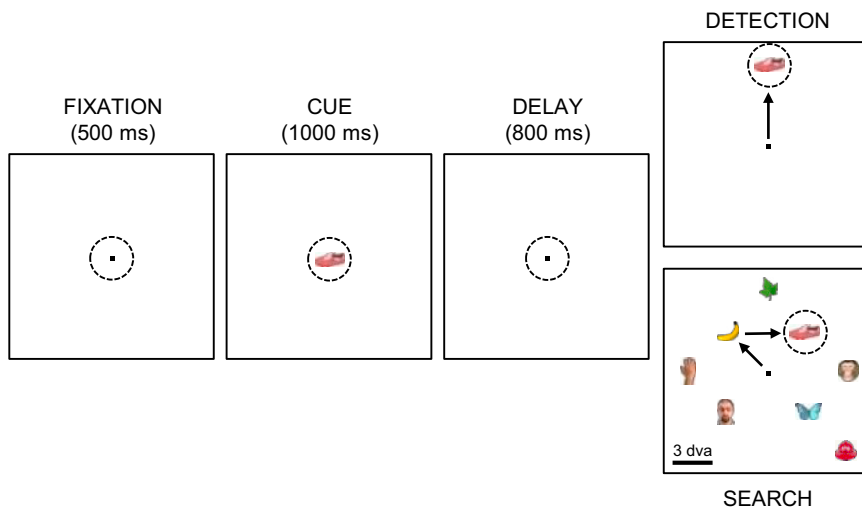 DETECTION
FIXATION
(500 ms)
CUE
(1000 ms)
DELAY
(800 ms)
3 dva
SEARCH